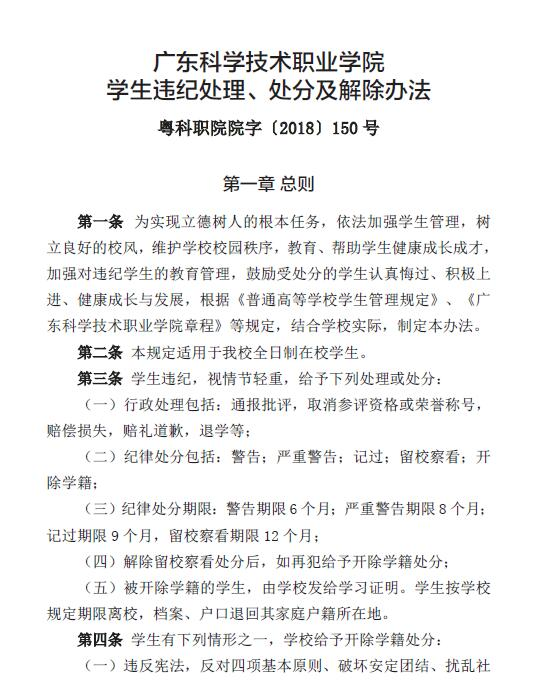 广东科学技术职业学院
学生违纪处理、处分及解除办法
粤科职院院字〔2018〕150 号
第一章 总则
第一条 为实现立德树人的根本任务，依法加强学生管理，树
立良好的校风，维护学校校园秩序，教育、帮助学生健康成长成才，
加强对违纪学生的教育管理，鼓励受处分的学生认真悔过、积极上
进、健康成长与发展，根据《普通高等学校学生管理规定》、《广
东科学技术职业学院章程》等规定，结合学校实际，制定本办法。
第二条 本规定适用于我校全日制在校学生。
第三条 学生违纪，视情节轻重，给予下列处理或处分：
（一）行政处理包括：通报批评，取消参评资格或荣誉称号，
赔偿损失，赔礼道歉，退学等；
（二）纪律处分包括：警告；严重警告；记过；留校察看；开
除学籍；
（三）纪律处分期限：警告期限 6 个月；严重警告期限 8 个月；
记过期限 9 个月，留校察看期限 12 个月；
（四）解除留校察看处分后，如再犯给予开除学籍处分；
（五）被开除学籍的学生，由学校发给学习证明。学生按学校
规定期限离校，档案、户口退回其家庭户籍所在地。
第四条 学生有下列情形之一，学校给予开除学籍处分：
（一）违反宪法，反对四项基本原则、破坏安定团结、扰乱社